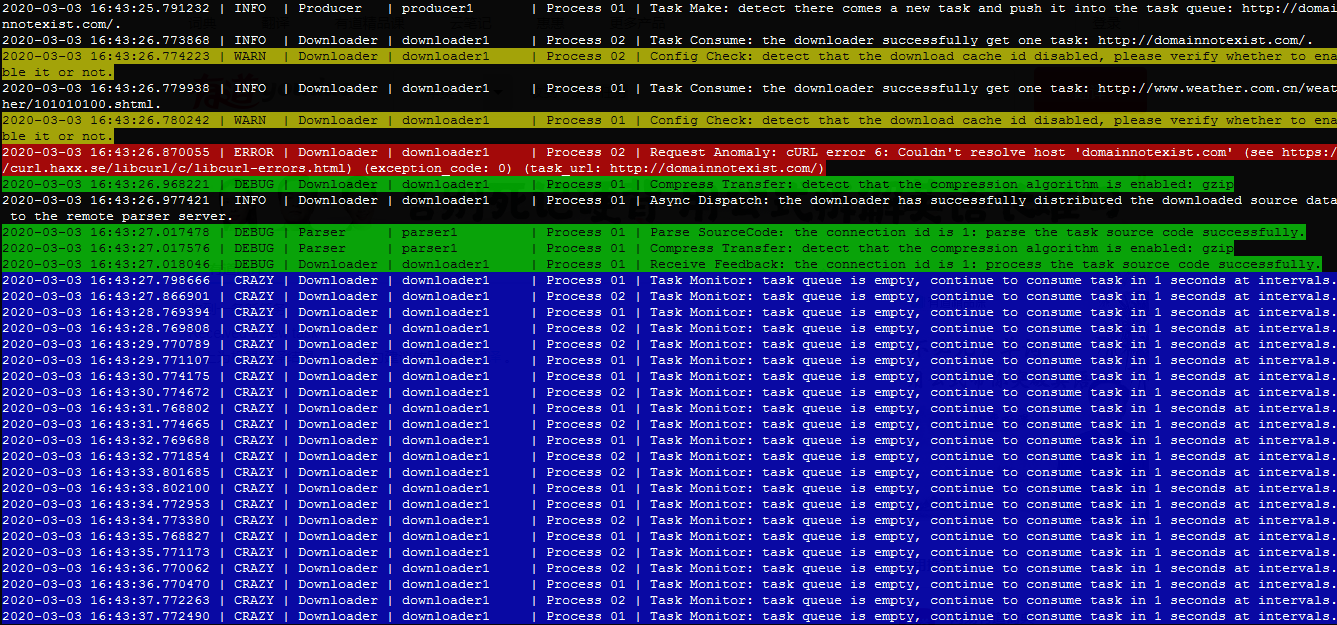 2020-03-03 16:43:25.791232 | INFO  | Producer   | producer1     | Process 01 | Task Make: detect there comes a new task and push it into the task queue: http://domai
nnotexist.com/.
2020-03-03 16:43:26.773868 | INFO  | Downloader | downloader1     | Process 02 | Task Consume: the downloader successfully get one task: http://domainnotexist.com/.
2020-03-03 16:43:26.774223 | WARN  | Downloader | downloader1     | Process 02 | Config Check: detect that the download cache id disabled, please verify whether to ena
ble it or not.
2020-03-03 16:43:26.779938 | INFO  | Downloader | downloader1     | Process 01 | Task Consume: the downloader successfully get one task: http://www.weather.com.cn/weat
her/101010100.shtml.
2020-03-03 16:43:26.780242 | WARN  | Downloader | downloader1     | Process 01 | Config Check: detect that the download cache id disabled, please verify whether to ena
ble it or not.
2020-03-03 16:43:26.870055 | ERROR | Downloader | downloader1     | Process 02 | Request Anomaly: cURL error 6: Couldn't resolve host 'domainnotexist.com' (see https:/
/curl.haxx.se/libcurl/c/libcurl-errors.html) (exception_code: 0) (task_url: http://domainnotexist.com/)
2020-03-03 16:43:26.968221 | DEBUG | Downloader | downloader1     | Process 01 | Compress Transfer: detect that the compression algorithm is enabled: gzip
2020-03-03 16:43:26.977421 | INFO  | Downloader | downloader1     | Process 01 | Async Dispatch: the downloader has successfully distributed the downloaded source data
 to the remote parser server.
2020-03-03 16:43:27.017478 | DEBUG | Parser     | parser1         | Process 01 | Parse SourceCode: the connection id is 1: parse the task source code successfully.
2020-03-03 16:43:27.017576 | DEBUG | Parser     | parser1         | Process 01 | Compress Transfer: detect that the compression algorithm is enabled: gzip
2020-03-03 16:43:27.018046 | DEBUG | Downloader | downloader1     | Process 01 | Receive Feedback: the connection id is 1: process the task source code successfully.
2020-03-03 16:43:27.798666 | CRAZY | Downloader | downloader1     | Process 01 | Task Monitor: task queue is empty, continue to consume task in 1 seconds at intervals.
2020-03-03 16:43:27.866901 | CRAZY | Downloader | downloader1     | Process 02 | Task Monitor: task queue is empty, continue to consume task in 1 seconds at intervals.
2020-03-03 16:43:28.769394 | CRAZY | Downloader | downloader1     | Process 01 | Task Monitor: task queue is empty, continue to consume task in 1 seconds at intervals.
2020-03-03 16:43:28.769808 | CRAZY | Downloader | downloader1     | Process 02 | Task Monitor: task queue is empty, continue to consume task in 1 seconds at intervals.
2020-03-03 16:43:29.770789 | CRAZY | Downloader | downloader1     | Process 02 | Task Monitor: task queue is empty, continue to consume task in 1 seconds at intervals.
2020-03-03 16:43:29.771107 | CRAZY | Downloader | downloader1     | Process 01 | Task Monitor: task queue is empty, continue to consume task in 1 seconds at intervals.
2020-03-03 16:43:30.774175 | CRAZY | Downloader | downloader1     | Process 01 | Task Monitor: task queue is empty, continue to consume task in 1 seconds at intervals.
2020-03-03 16:43:30.774672 | CRAZY | Downloader | downloader1     | Process 02 | Task Monitor: task queue is empty, continue to consume task in 1 seconds at intervals.
2020-03-03 16:43:31.768802 | CRAZY | Downloader | downloader1     | Process 01 | Task Monitor: task queue is empty, continue to consume task in 1 seconds at intervals.
2020-03-03 16:43:31.774665 | CRAZY | Downloader | downloader1     | Process 02 | Task Monitor: task queue is empty, continue to consume task in 1 seconds at intervals.
2020-03-03 16:43:32.769688 | CRAZY | Downloader | downloader1     | Process 01 | Task Monitor: task queue is empty, continue to consume task in 1 seconds at intervals.
2020-03-03 16:43:32.771854 | CRAZY | Downloader | downloader1     | Process 02 | Task Monitor: task queue is empty, continue to consume task in 1 seconds at intervals.
2020-03-03 16:43:33.801685 | CRAZY | Downloader | downloader1     | Process 02 | Task Monitor: task queue is empty, continue to consume task in 1 seconds at intervals.
2020-03-03 16:43:33.802100 | CRAZY | Downloader | downloader1     | Process 01 | Task Monitor: task queue is empty, continue to consume task in 1 seconds at intervals.
2020-03-03 16:43:34.772953 | CRAZY | Downloader | downloader1     | Process 01 | Task Monitor: task queue is empty, continue to consume task in 1 seconds at intervals.
2020-03-03 16:43:34.773380 | CRAZY | Downloader | downloader1     | Process 02 | Task Monitor: task queue is empty, continue to consume task in 1 seconds at intervals.
2020-03-03 16:43:35.768827 | CRAZY | Downloader | downloader1     | Process 01 | Task Monitor: task queue is empty, continue to consume task in 1 seconds at intervals.
2020-03-03 16:43:35.771173 | CRAZY | Downloader | downloader1     | Process 02 | Task Monitor: task queue is empty, continue to consume task in 1 seconds at intervals.
2020-03-03 16:43:36.770062 | CRAZY | Downloader | downloader1     | Process 02 | Task Monitor: task queue is empty, continue to consume task in 1 seconds at intervals.
2020-03-03 16:43:36.770470 | CRAZY | Downloader | downloader1     | Process 01 | Task Monitor: task queue is empty, continue to consume task in 1 seconds at intervals.
2020-03-03 16:43:37.772263 | CRAZY | Downloader | downloader1     | Process 02 | Task Monitor: task queue is empty, continue to consume task in 1 seconds at intervals.
2020-03-03 16:43:37.772490 | CRAZY | Downloader | downloader1     | Process 01 | Task Monitor: task queue is empty, continue to consume task in 1 seconds at intervals.